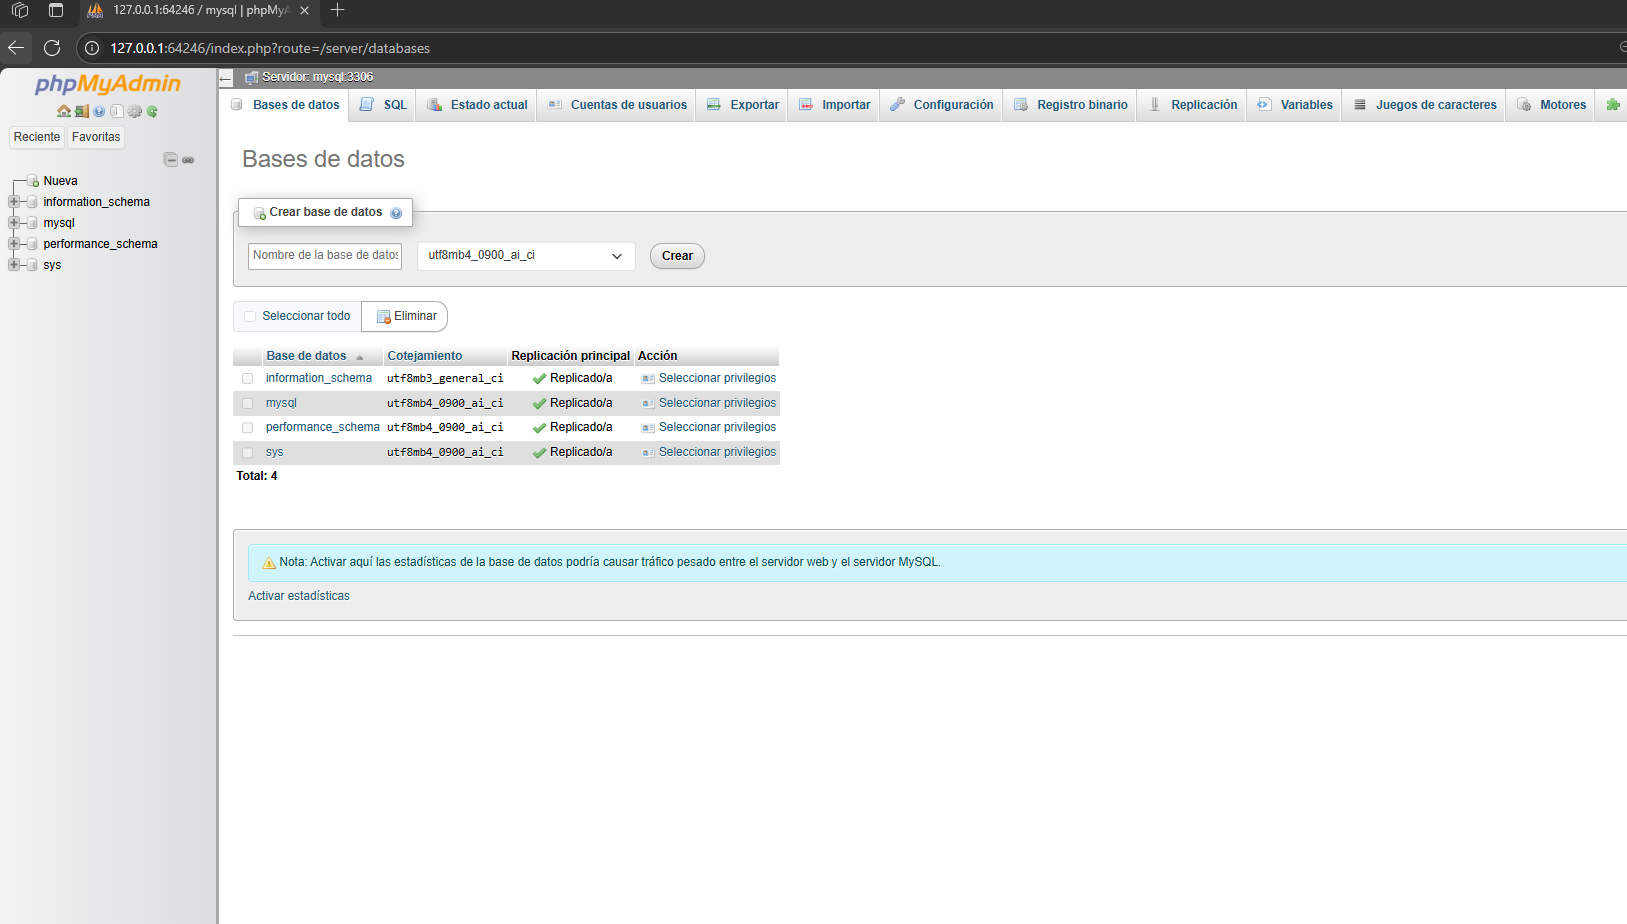 127.0.0.1:64246 / mysql | phpMyA
127.0.0.1:64246/index.php?route=/server/databases
phpMyAdmin
Reciente Favoritas
Nueva
information_schema
mysql
performance_schema
sys
Servidor: mysql:3306
Bases de datos SQL Estado actual Cuentas de usuarios Exportar Importar Configuración Registro binario Replicación Variables Juegos de caracteres Motores
Bases de datos
Crear base de datos
Nombre de la base de datos utf8mb4_0900_ai_ci Crear
Seleccionar todo Eliminar
Base de datos Cotejamiento Replicación principal Acción
information_schema utf8mb3_general_ci Replicado/a Seleccionar privilegios
mysql utf8mb4_0900_ai_ci Replicado/a Seleccionar privilegios
performance_schema utf8mb4_0900_ai_ci Replicado/a Seleccionar privilegios
sys utf8mb4_0900_ai_ci Replicado/a Seleccionar privilegios
Total: 4
Nota: Activar aquí las estadísticas de la base de datos podría causar tráfico pesado entre el servidor web y el servidor MySQL.
Activar estadísticas